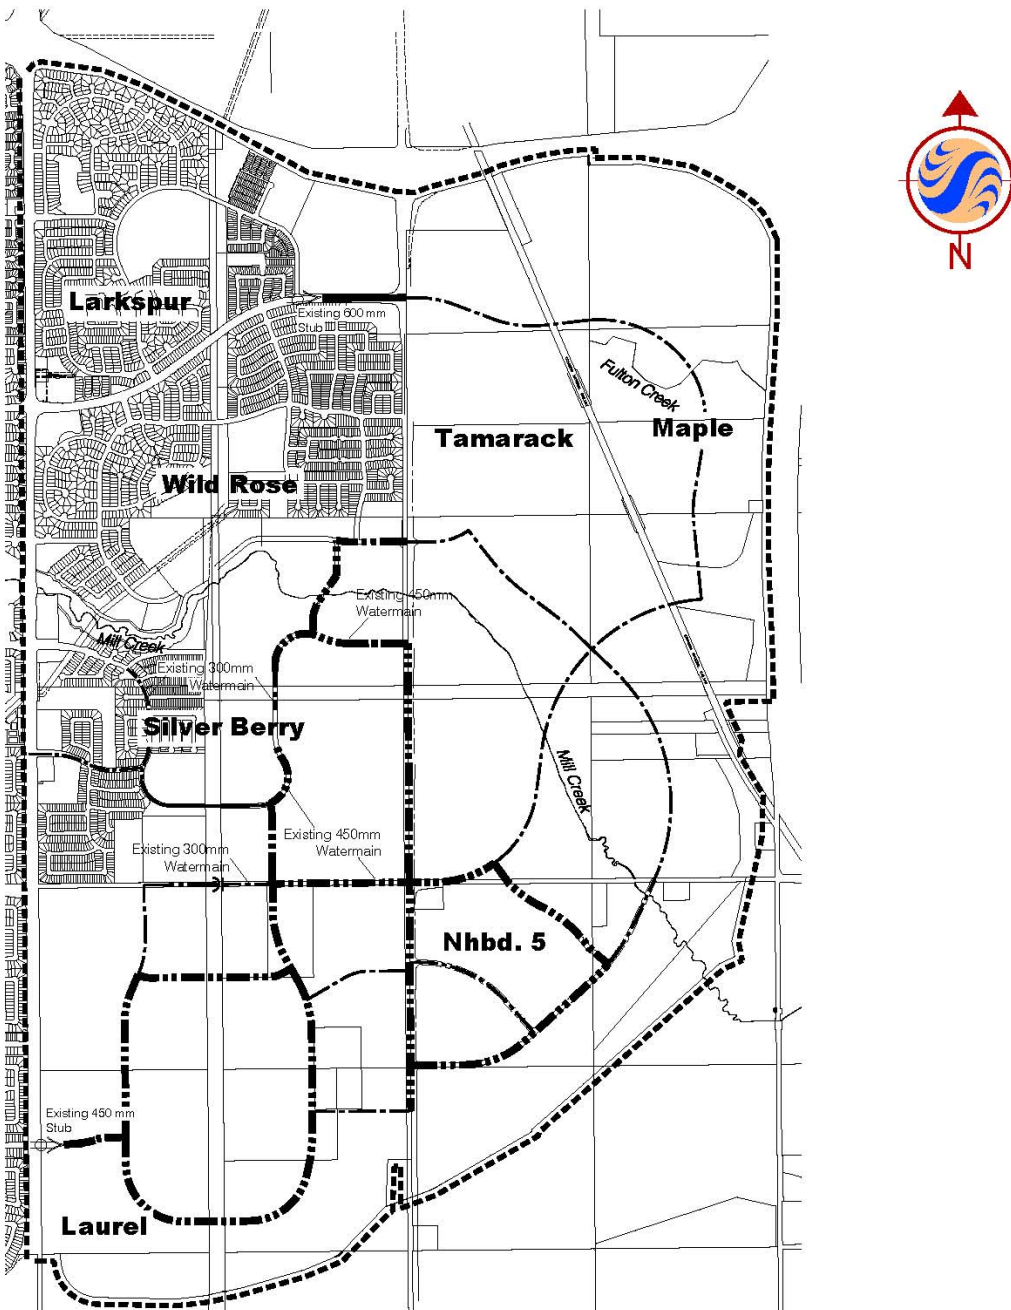 N
Larkspur
Existing 600 mm
Stub
Fulton Creek
Tamarack
Maple
Wild Rose
Existing 450mm
Watermain
Mill Creek
Existing 300mm
Watermain
Silver Berry
Mill Creek
Existing 450mm
Watermain
Existing 300mm
Watermain
Nhbd. 5
Existing 450 mm
Stub
Laurel